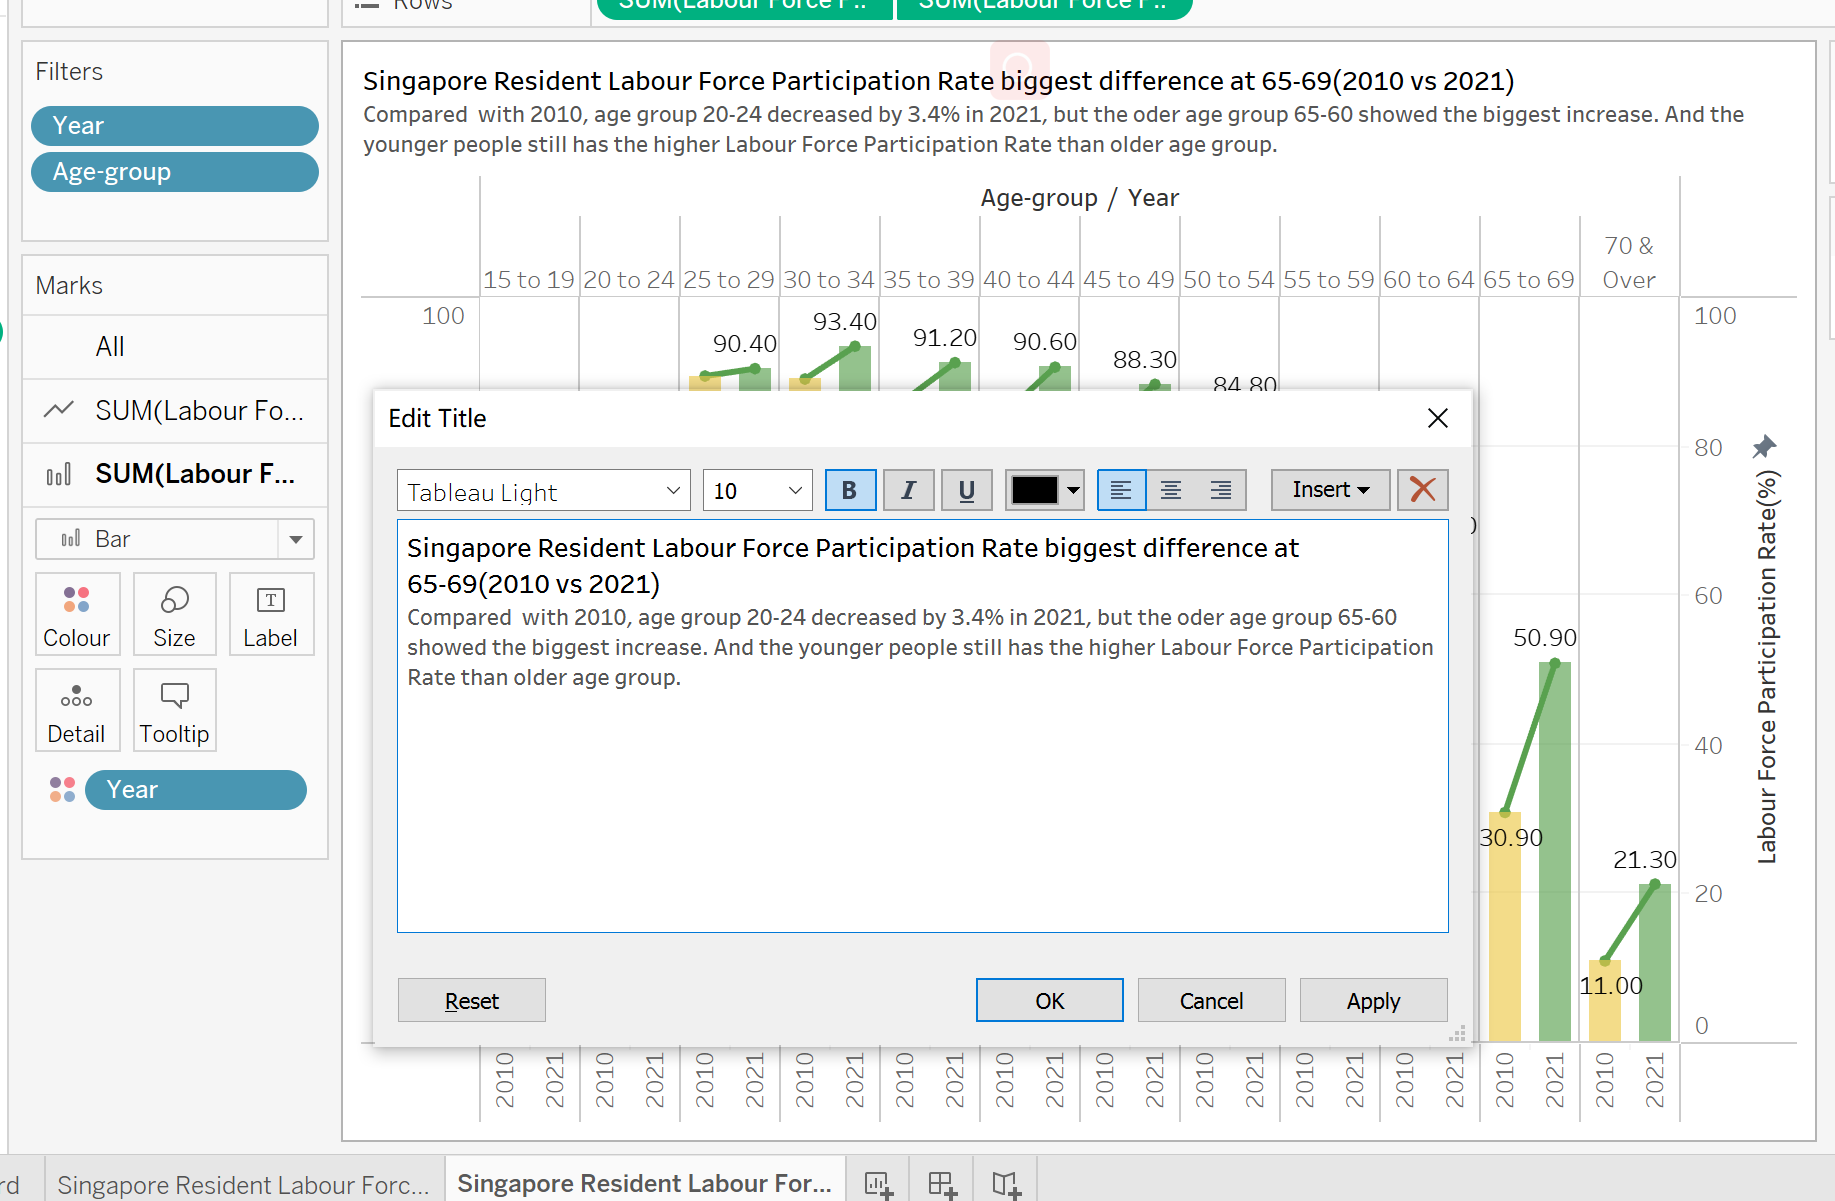 Rows
SUM(Labour Force P..
SUM(Labour Force P..
Filters
Year
Age-group
Marks
All
SUM(Labour Fo...
SUM(Labour F...
Bar
Colour
Size
Label
Detail
Tooltip
Year
Singapore Resident Labour Force Participation Rate biggest difference at 65-69(2010 vs 2021)
Compared with 2010, age group 20-24 decreased by 3.4% in 2021, but the oder age group 65-60 showed the biggest increase. And the
younger people still has the higher Labour Force Participation Rate than older age group.
Age-group / Year
15 to 19 20 to 24 25 to 29 30 to 34 35 to 39 40 to 44 45 to 49 50 to 54 55 to 59 60 to 64 65 to 69 70 &
Over
100
90.40
93.40
91.20
90.60
88.30
84.80
100
80
60
40
20
0
Labour Force Participation Rate(%)
50.90
30.90
21.30
11.00
Edit Title
Tableau Light
10
B
I
U
Insert
Singapore Resident Labour Force Participation Rate biggest difference at
65-69(2010 vs 2021)
Compared with 2010, age group 20-24 decreased by 3.4% in 2021, but the oder age group 65-60
showed the biggest increase. And the younger people still has the higher Labour Force Participation
Rate than older age group.
Reset
OK
Cancel
Apply
2010 2021 2010 2021 2010 2021 2010 2021 2010 2021 2010 2021 2010 2021 2010 2021 2010 2021 2010 2021 2010 2021 2010 2021
Singapore Resident Labour Forc...
Singapore Resident Labour For...